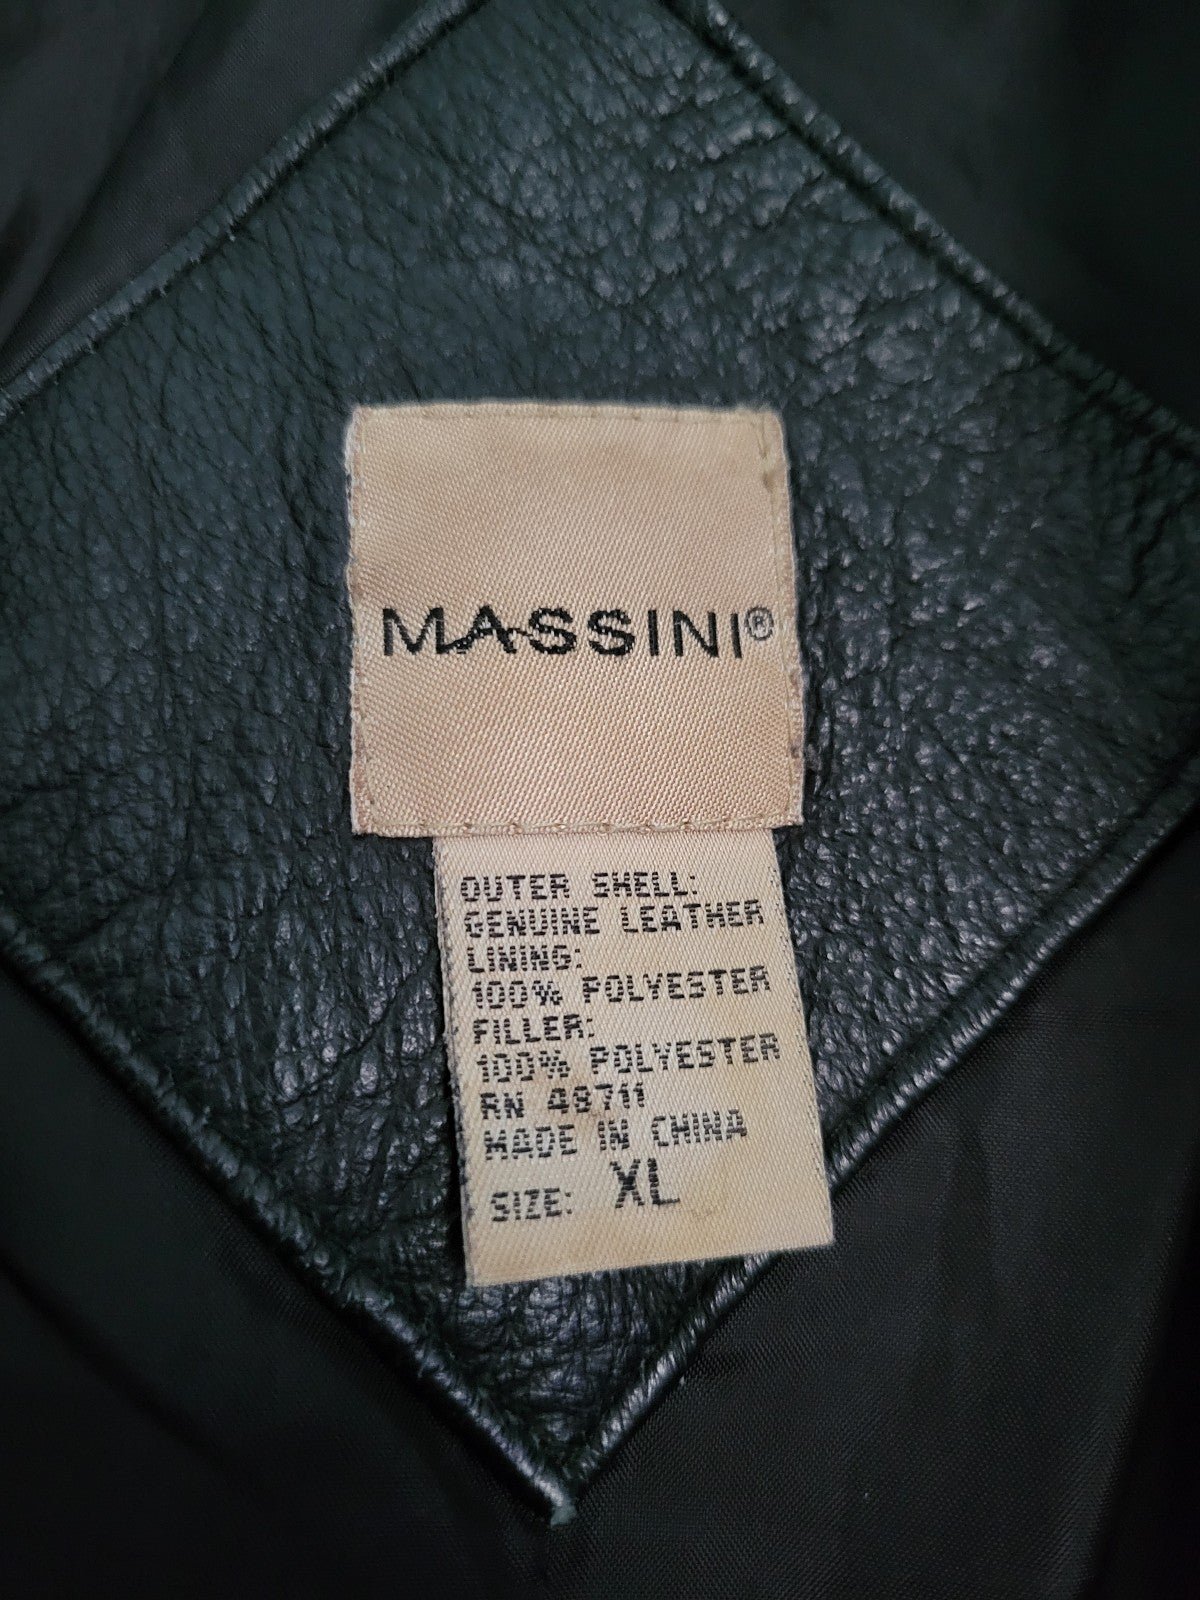 MASSINI®
OUTER SHELL:
GENUINE LEATHER
LINING:
100% POLYESTER
FILLER:
100% POLYESTER
RN 48711
MADE IN CHINA
SIZE: XL